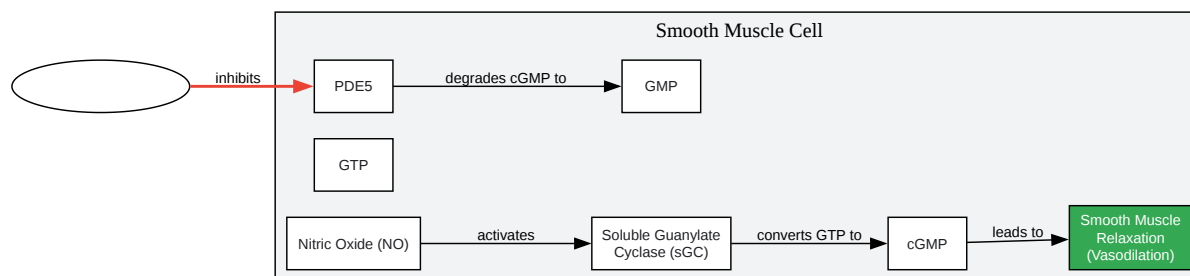 Smooth Muscle Cell
inhibits
PDE5
degrades cGMP to
GMP
GTP
Nitric Oxide (NO)
activates
Soluble Guanylate
Cyclase (sGC)
converts GTP to
cGMP
leads to
Smooth Muscle
Relaxation
(Vasodilation)